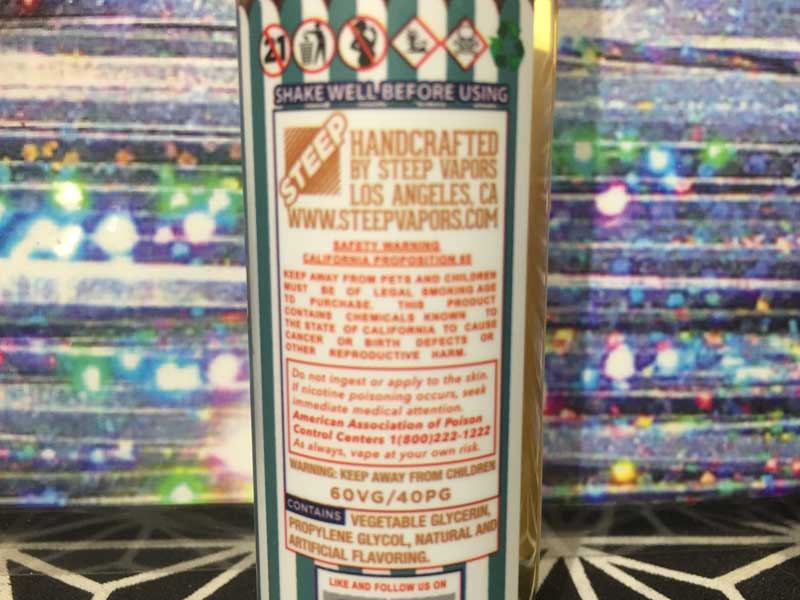 21
SHAKE WELL BEFORE USING
STEEP
HANDCRAFTED
BY STEEP VAPORS
LOS ANGELES, CA
WWW.STEEPVAPORS.COM
SAFETY WARNING
CALIFORNIA PROPOSITION 65
KEEP AWAY FROM PETS AND CHILDREN
MUST BE OF LEGAL SMOKING AGE
TO PURCHASE. THIS PRODUCT
CONTAINS CHEMICALS KNOWN TO
THE STATE OF CALIFORNIA TO CAUSE
CANCER OR BIRTH DEFECTS OR
OTHER REPRODUCTIVE HARM.
Do not ingest or apply to the skin.
If nicotine poisoning occurs, seek
immediate medical attention.
American Association of Poison
Control Centers 1(800)222-1222
As always, vape at your own risk.
WARNING: KEEP AWAY FROM CHILDREN
60VG/40PG
CONTAINS VEGETABLE GLYCERIN,
PROPYLENE GLYCOL, NATURAL AND
ARTIFICIAL FLAVORING.
LIKE AND FOLLOW US ON